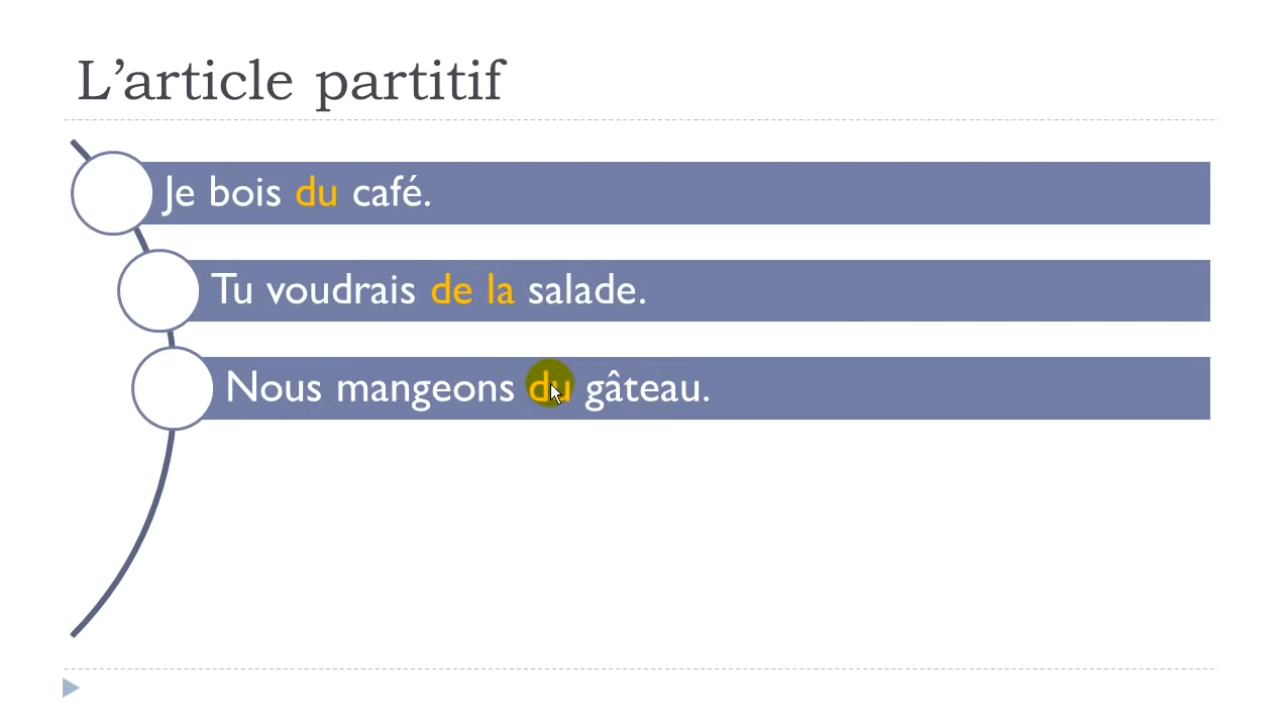 L’article partitif
Je bois du café.
Tu voudrais de la salade.
Nous mangeons du gâteau.